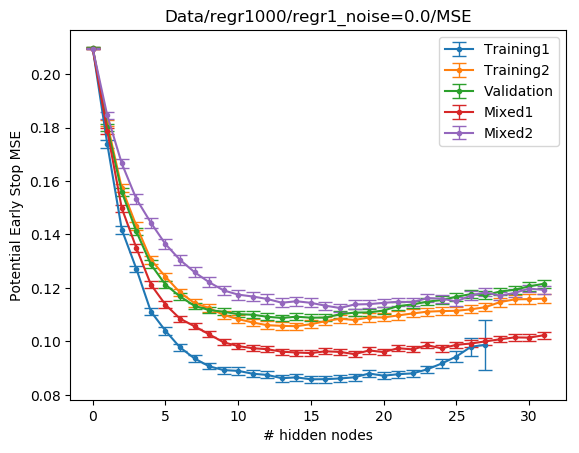 Data/regr1000/regr1_noise=0.0/MSE
Potential Early Stop MSE
0.20
0.18
0.16
0.14
0.12
0.10
0.08
Training1
Training2
Validation
Mixed1
Mixed2
0 5 10 15 20 25 30
# hidden nodes